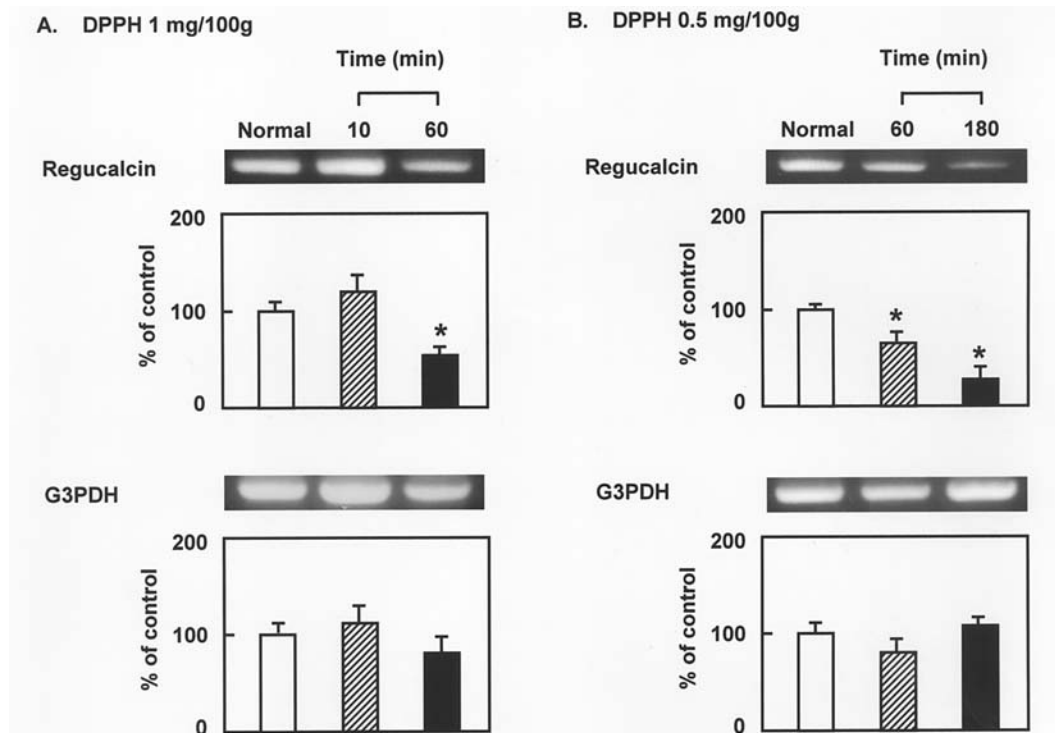 A. DPPH 1 mg/100g
Time (min)
Normal 10 60
Regucalcin
200
100
0
% of control
*
G3PDH
200
100
0
% of control
B. DPPH 0.5 mg/100g
Time (min)
Normal 60 180
Regucalcin
200
100
0
% of control
*
*
G3PDH
200
100
0
% of control